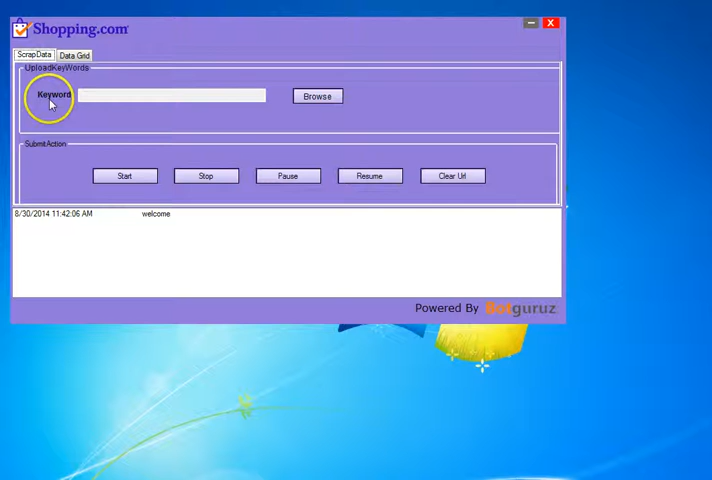 Shopping.com
ScrapData Data Grid
UploadKeyWords
Keyword Browse
SubmitAction
Start Stop Pause Resume Clear Url
8/30/2014 11:42:06 AM welcome
Powered By Botguruz